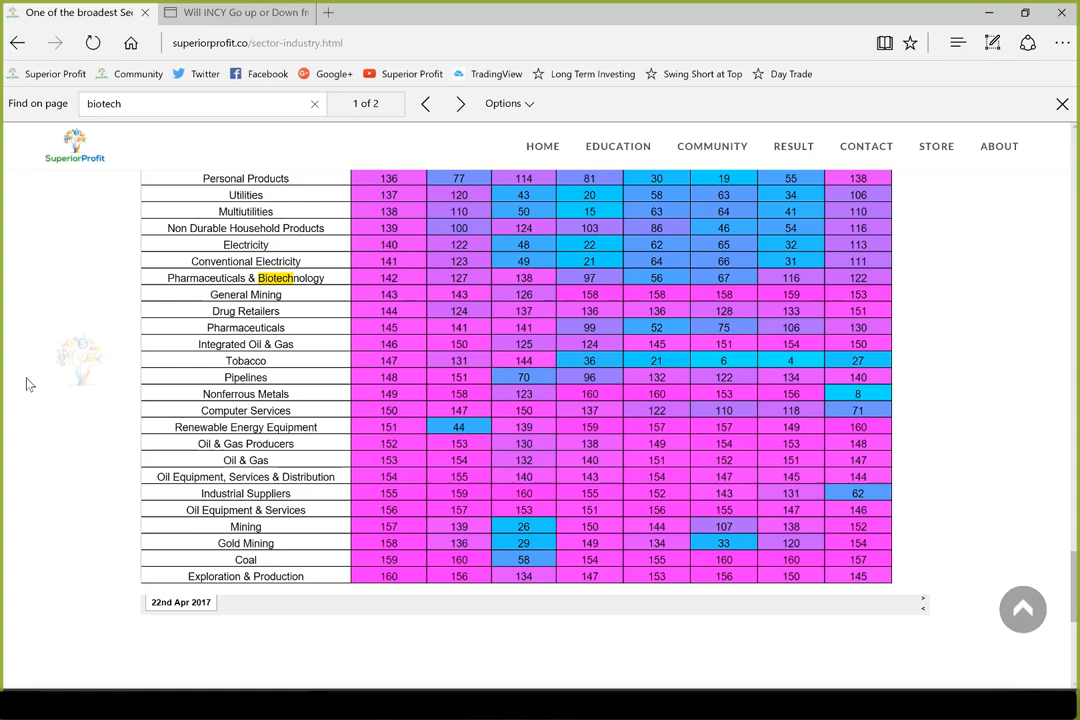 One of the broadest Sec
Will INCY Go up or Down fr
superiorprofit.co/sector-industry.html
Superior Profit Community Twitter Facebook Google+ Superior Profit TradingView Long Term Investing Swing Short at Top Day Trade
Find on page biotech 1 of 2 Options
SuperiorProfit
HOME EDUCATION COMMUNITY RESULT CONTACT STORE ABOUT
Personal Products 136 77 114 81 30 19 55 138
Utilities 137 120 43 20 58 63 34 106
Multiutilities 138 110 50 15 63 64 41 110
Non Durable Household Products 139 100 124 103 86 46 54 116
Electricity 140 122 48 22 62 65 32 113
Conventional Electricity 141 123 49 21 64 66 31 111
Pharmaceuticals & Biotechnology 142 127 138 97 56 67 116 122
General Mining 143 143 126 158 158 158 159 153
Drug Retailers 144 124 137 136 136 128 133 151
Pharmaceuticals 145 141 141 99 52 75 106 130
Integrated Oil & Gas 146 150 125 124 145 151 154 150
Tobacco 147 131 144 36 21 6 4 27
Pipelines 148 151 70 96 132 122 134 140
Nonferrous Metals 149 158 123 160 160 153 156 8
Computer Services 150 147 150 137 122 110 118 71
Renewable Energy Equipment 151 44 139 159 157 157 149 160
Oil & Gas Producers 152 153 130 138 149 154 153 148
Oil & Gas 153 154 132 140 151 152 151 147
Oil Equipment, Services & Distribution 154 155 140 143 154 147 145 144
Industrial Suppliers 155 159 160 155 152 143 131 62
Oil Equipment & Services 156 157 153 151 156 155 147 146
Mining 157 139 26 150 144 107 138 152
Gold Mining 158 136 29 149 134 33 120 154
Coal 159 160 58 154 155 160 160 157
Exploration & Production 160 156 134 147 153 156 150 145
22nd Apr 2017